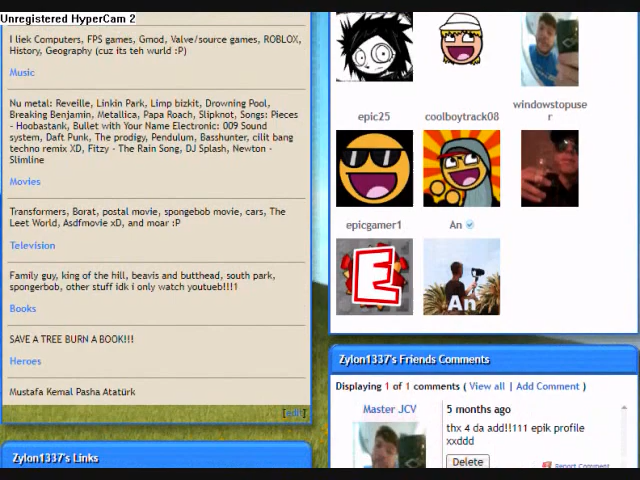 Unregistered HyperCam 2
I liek Computers, FPS games, Gmod, Valve/source games, ROBLOX,
History, Geography (cuz its teh wurld :P)
Music
Nu metal: Reveille, Linkin Park, Limp bizkit, Drowning Pool,
Breaking Benjamin, Metallica, Papa Roach, Slipknot, Songs: Pieces
- Hoobastank, Bullet with Your Name Electronic: 009 Sound
system, Daft Punk, The prodigy, Pendulum, Basshunter, cilit bang
techno remix XD, Fitzy - The Rain Song, DJ Splash, Newton -
Slimline
Movies
Transformers, Borat, postal movie, spongebob movie, cars, The
Leet World, Asdfmovie xD, and moar :P
Television
Family guy, king of the hill, beavis and butthead, south park,
spongerbob, other stuff idk i only watch youtueb!!!1
Books
SAVE A TREE BURN A BOOK!!!
Heroes
Mustafa Kemal Pasha Atatürk
[edit]
Zylon1337's Links
epic25
coolboytrack08
windowstopuse
r
epicgamer1
An
E
An
Zylon1337's Friends Comments
Displaying 1 of 1 comments ( View all | Add Comment )
Master JCV
5 months ago
thx 4 da add!!111 epik profile
xxddd
Delete
Report Comment